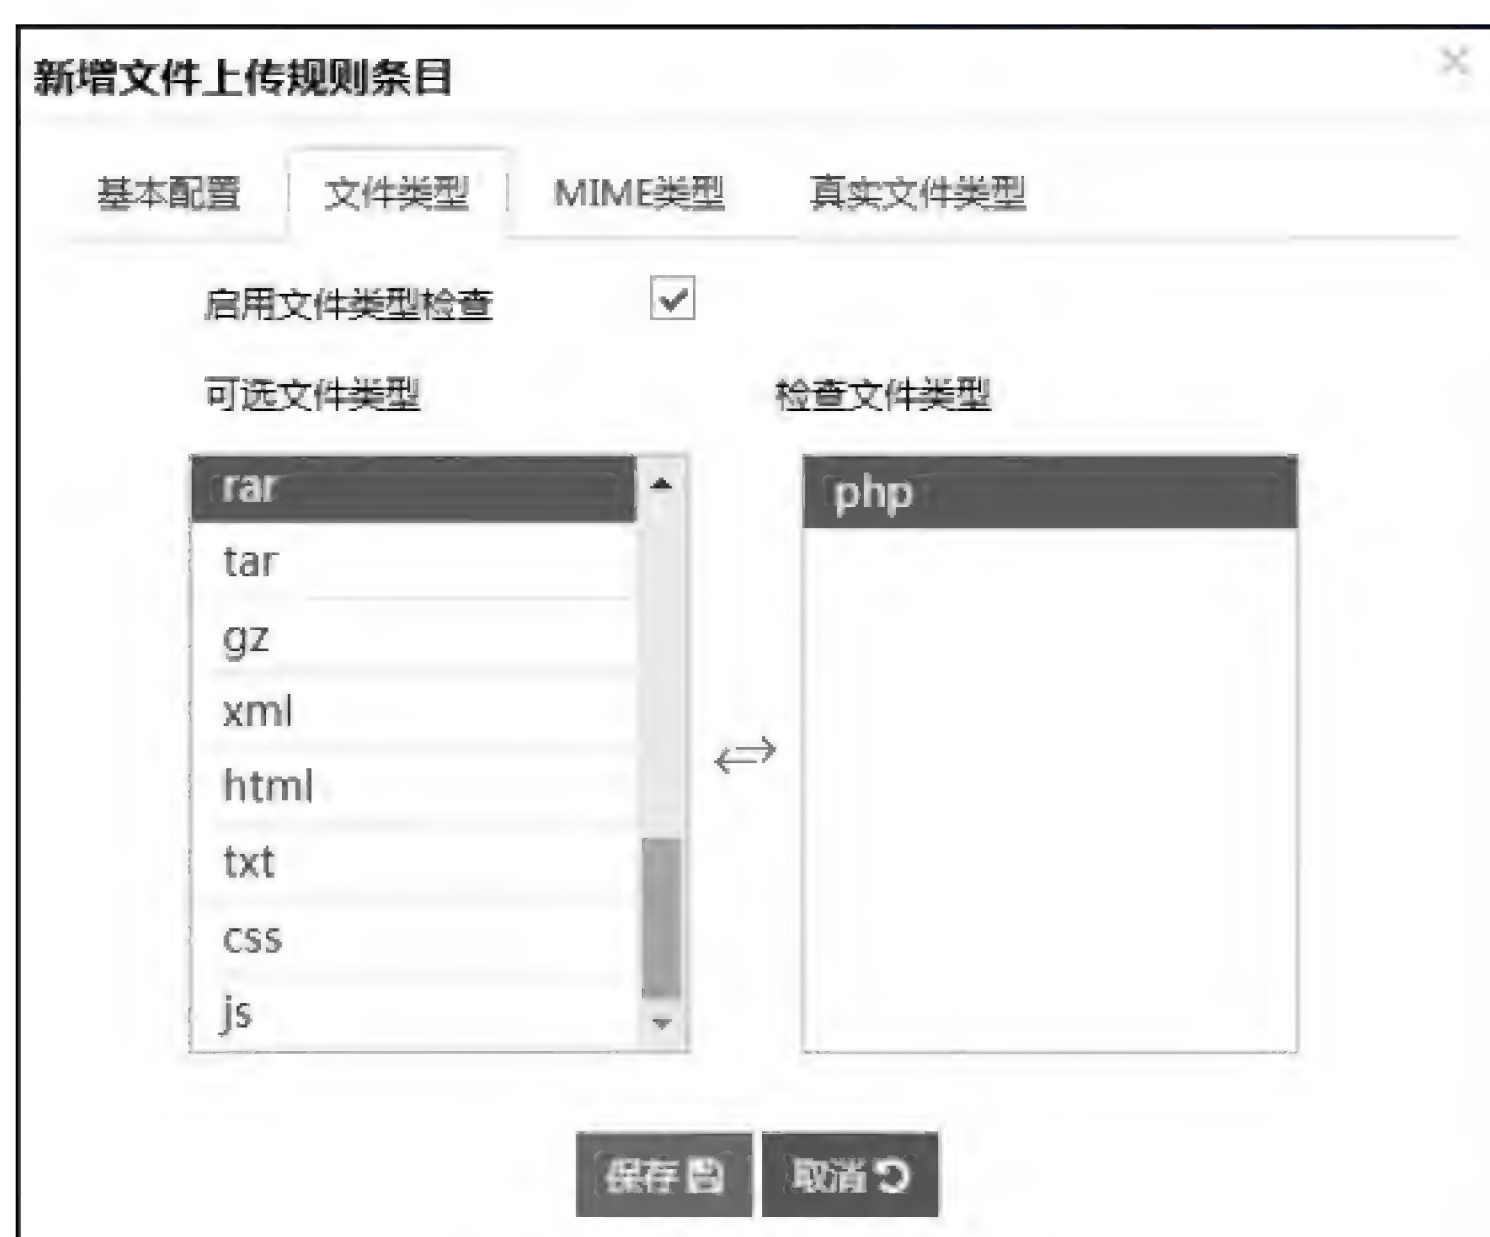 新增文件上传规则条目
基本配置 文件类型 MIME类型 真实文件类型
启用文件类型检查
可选文件类型 检查文件类型
rar php
tar
gz
xml
html
txt
css
js
保存 取消